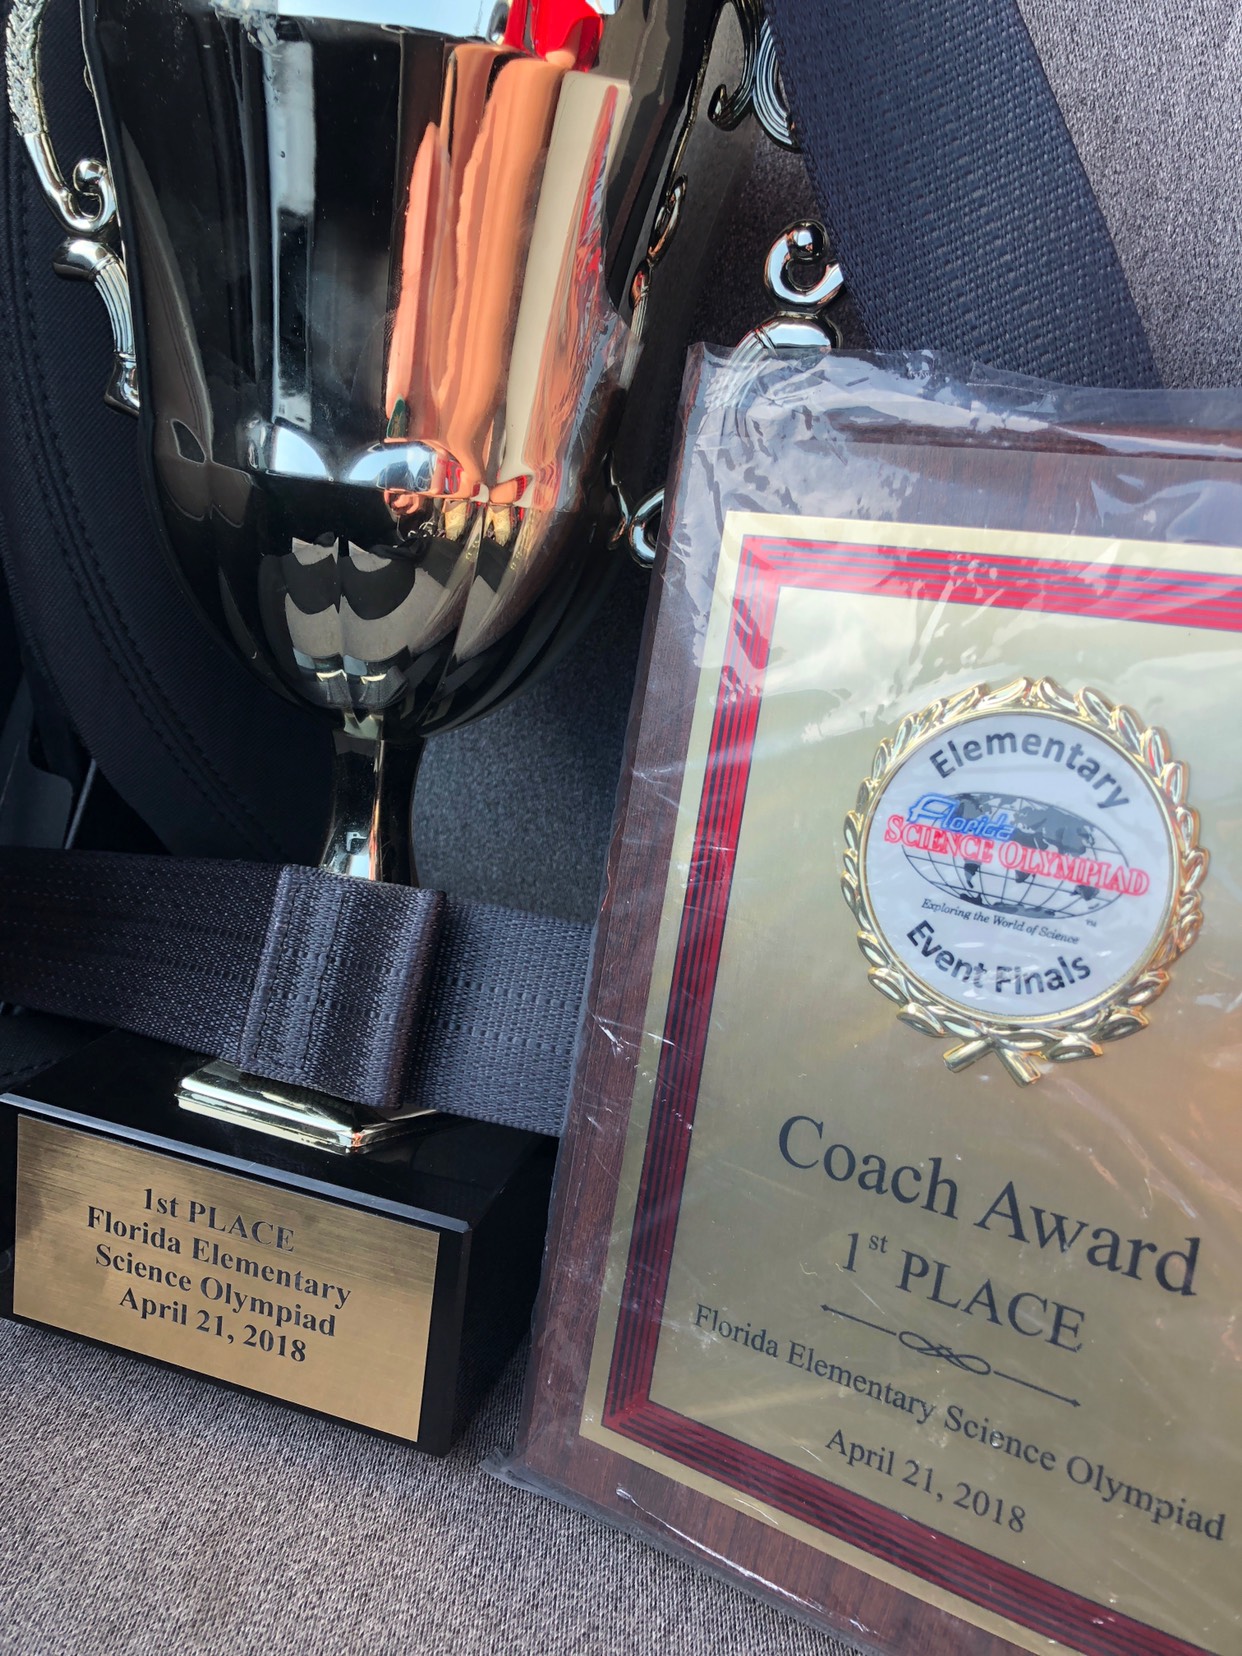 1st PLACE
Florida Elementary
Science Olympiad
April 21, 2018
Elementary
Florida
SCIENCE OLYMPIAD
Exploring the World of Science
TM
Event Finals
Coach Award
1st PLACE
Florida Elementary Science Olympiad
April 21, 2018